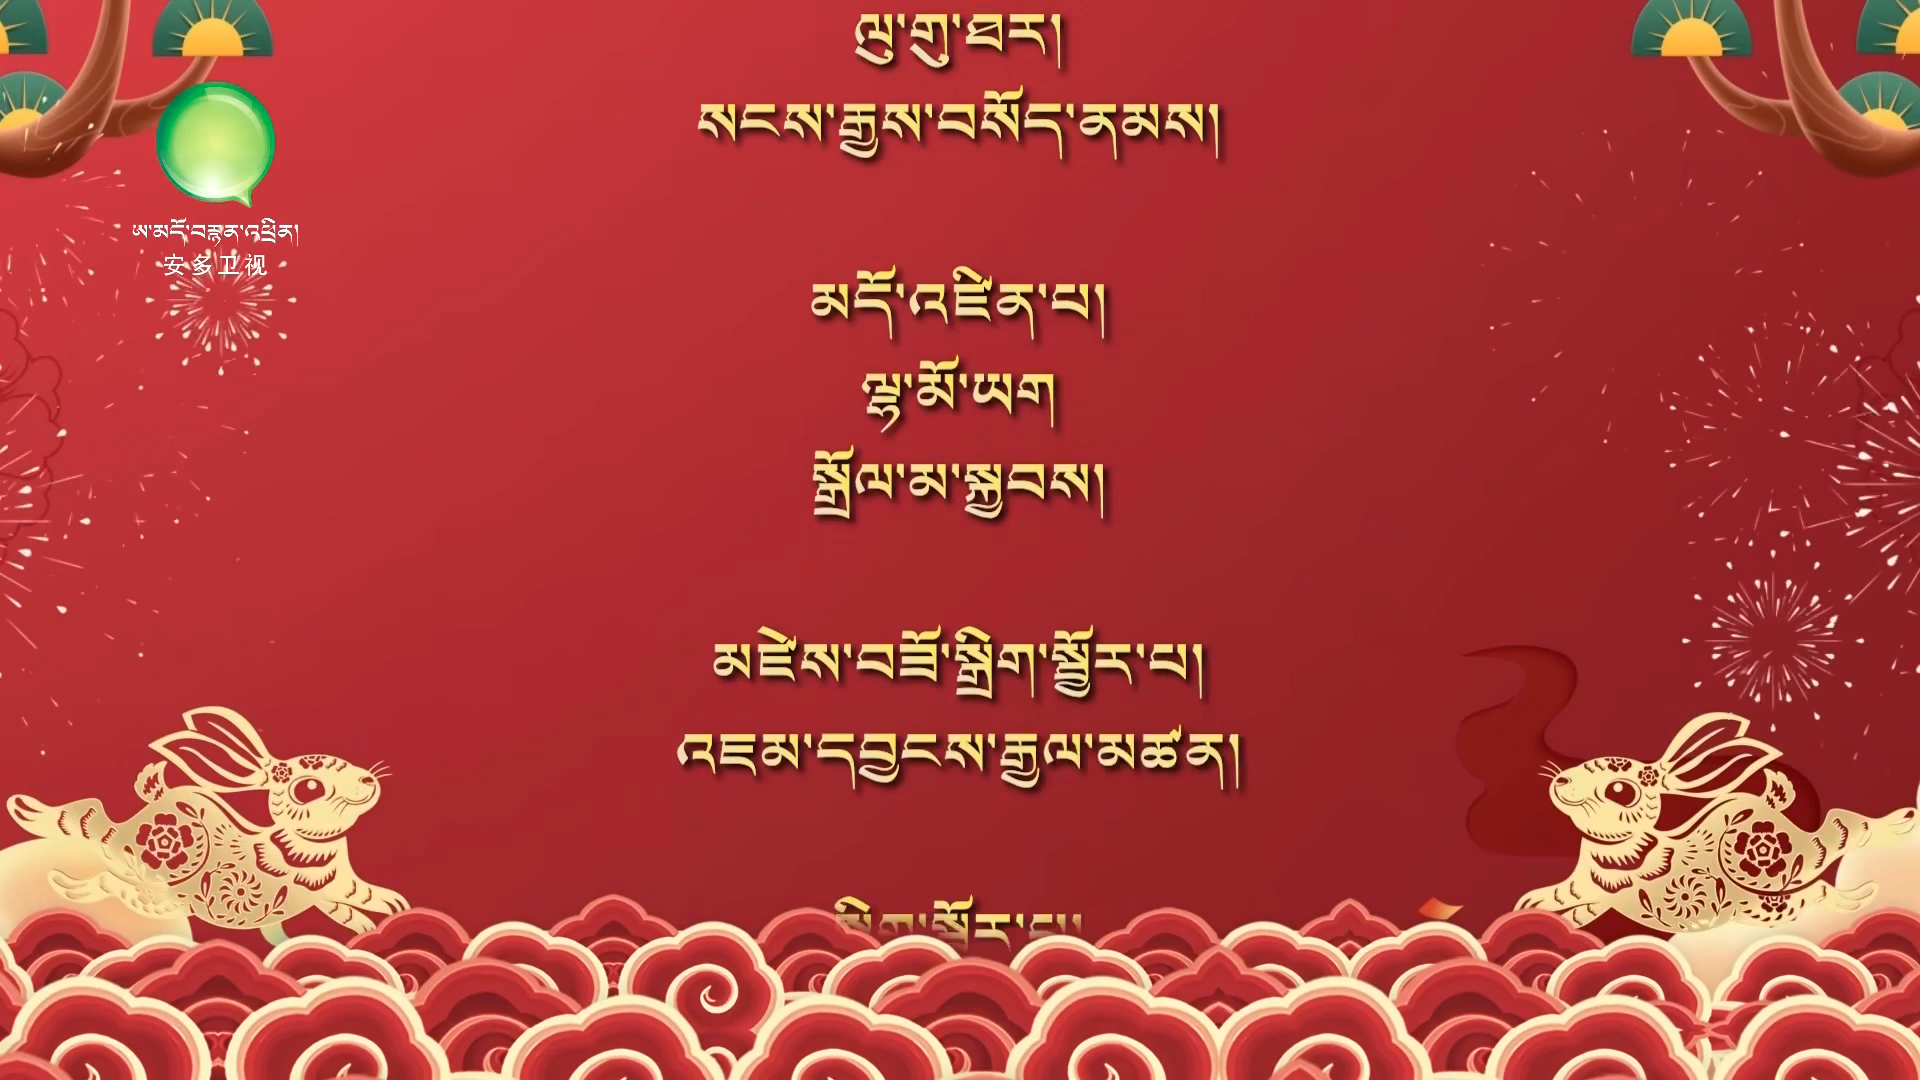 ལུ་གུ་ཐར།
སངས་རྒྱས་བསོད་ནམས།
ཨ་མདོ་བརྙན་འཕྲིན།
安多卫视
མདོ་འཛིན་པ།
ལྷ་མོ་ཡག
སྒྲོལ་མ་སྐྱབས།
མཛེས་བཟོ་སྒྲིག་སྦྱོར་པ།
འཇམ་དབྱངས་རྒྱལ་མཚན།